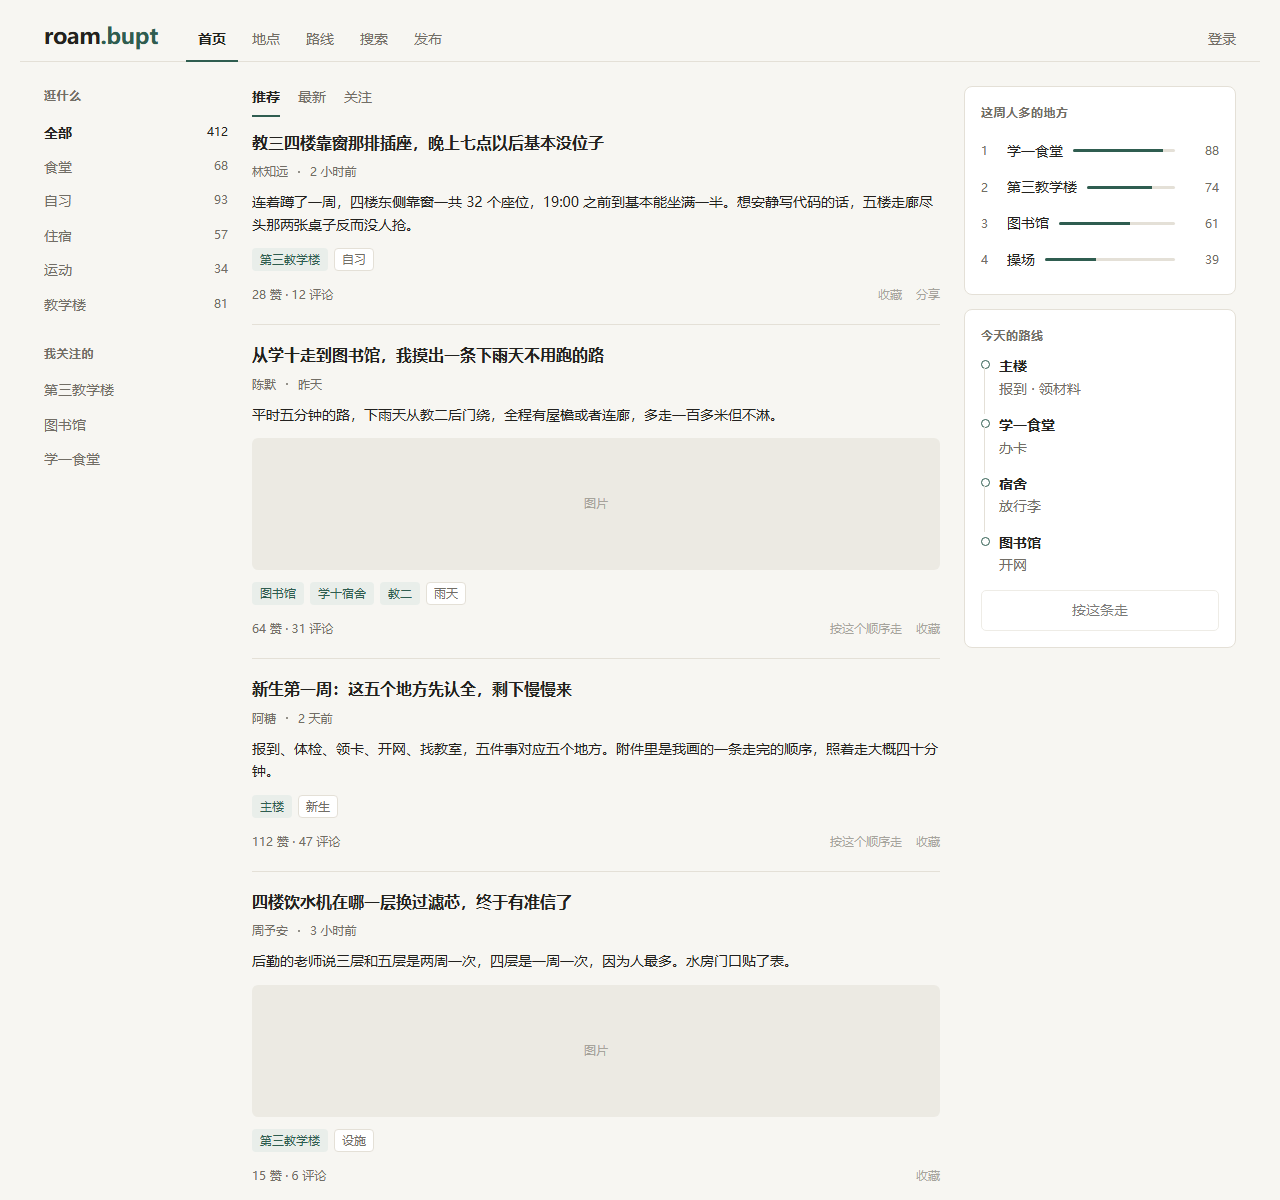 roam.bupt 首页 地点 路线 搜索 发布 登录
逛什么
全部 412
食堂 68
自习 93
住宿 57
运动 34
教学楼 81
我关注的
第三教学楼
图书馆
学一食堂
推荐 最新 关注
教三四楼靠窗那排插座，晚上七点以后基本没位子
林知远 · 2 小时前
连着蹲了一周，四楼东侧靠窗一共 32 个座位，19:00 之前到基本能坐满一半。想安静写代码的话，五楼走廊尽
头那两张桌子反而没人抢。
第三教学楼 自习
28 赞 · 12 评论 收藏 分享
从学十走到图书馆，我摸出一条下雨天不用跑的路
陈默 · 昨天
平时五分钟的路，下雨天从教二后门绕，全程有屋檐或者连廊，多走一百多米但不淋。
图片
图书馆 学十宿舍 教二 雨天
64 赞 · 31 评论 按这个顺序走 收藏
新生第一周：这五个地方先认全，剩下慢慢来
阿糖 · 2 天前
报到、体检、领卡、开网、找教室，五件事对应五个地方。附件里是我画的一条走完的顺序，照着走大概四十分
钟。
主楼 新生
112 赞 · 47 评论 按这个顺序走 收藏
四楼饮水机在哪一层换过滤芯，终于有准信了
周予安 · 3 小时前
后勤的老师说三层和五层是两周一次，四层是一周一次，因为人最多。水房门口贴了表。
图片
第三教学楼 设施
15 赞 · 6 评论 收藏
这周人多的地方
1 学一食堂 88
2 第三教学楼 74
3 图书馆 61
4 操场 39
今天的路线
主楼
报到 · 领材料
学一食堂
办卡
宿舍
放行李
图书馆
开网
按这条走